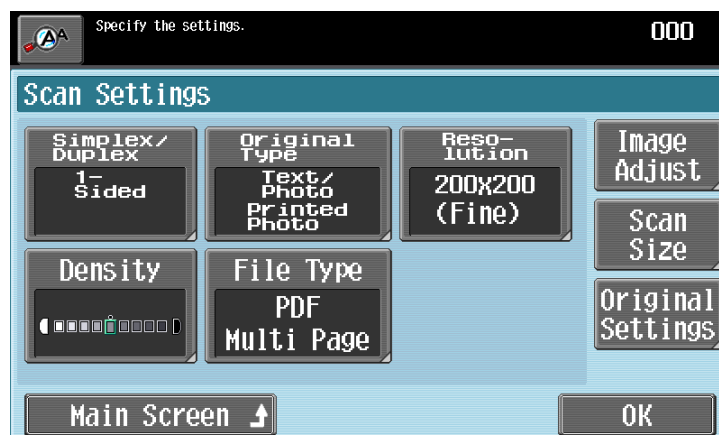 AA
Specify the settings.
000
Scan Settings
Simplex/
Duplex
1-
Sided
Original
Type
Text/
Photo
Printed
Photo
Reso-
lution
200X200
(Fine)
Image
Adjust
Scan
Size
Density
File Type
PDF
Multi Page
Original
Settings
Main Screen
OK